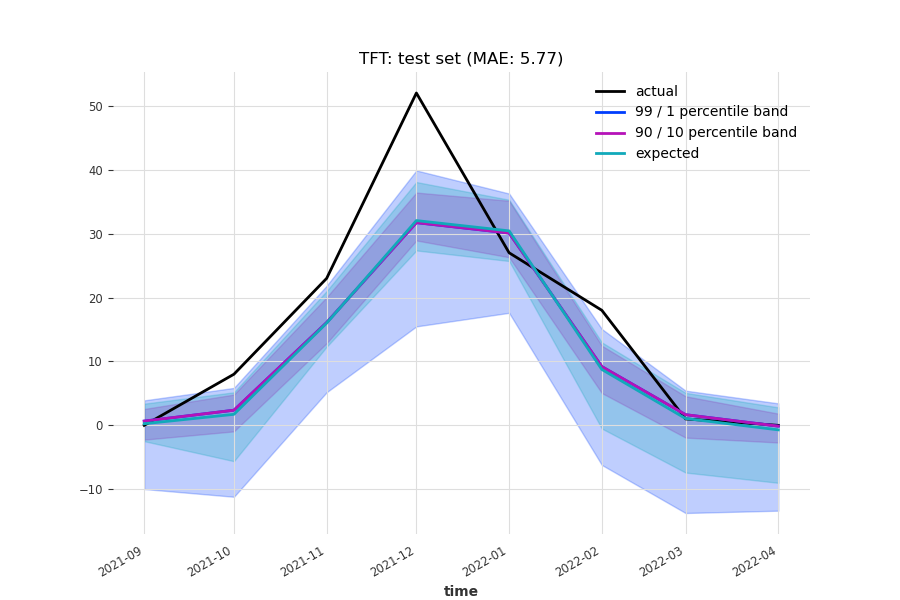 TFT: test set (MAE: 5.77)
actual
99 / 1 percentile band
90 / 10 percentile band
expected
50
40
30
20
10
0
−10
2021-09
2021-10
2021-11
2021-12
2022-01
2022-02
2022-03
2022-04
time